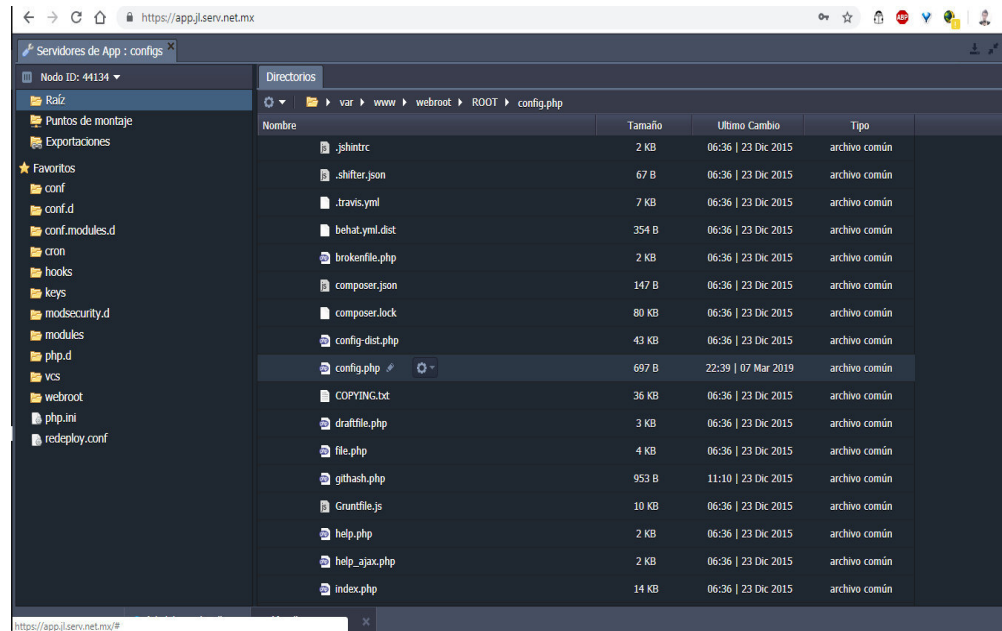 https://app.jl.serv.net.mx
ABP
Servidores de App : configs
Nodo ID: 44134
Raíz
Puntos de montaje
Exportaciones
Favoritos
conf
conf.d
conf.modules.d
cron
hooks
keys
modsecurity.d
modules
php.d
vcs
webroot
php.ini
redeploy.conf
Directorios
var www webroot ROOT config.php
Nombre Tamaño Ultimo Cambio Tipo
.jshintrc 2 KB 06:36 | 23 Dic 2015 archivo común
.shifter.json 67 B 06:36 | 23 Dic 2015 archivo común
.travis.yml 7 KB 06:36 | 23 Dic 2015 archivo común
behat.yml.dist 354 B 06:36 | 23 Dic 2015 archivo común
brokenfile.php 2 KB 06:36 | 23 Dic 2015 archivo común
composer.json 147 B 06:36 | 23 Dic 2015 archivo común
composer.lock 80 KB 06:36 | 23 Dic 2015 archivo común
config-dist.php 43 KB 06:36 | 23 Dic 2015 archivo común
config.php 697 B 22:39 | 07 Mar 2019 archivo común
COPYING.txt 36 KB 06:36 | 23 Dic 2015 archivo común
draftfile.php 3 KB 06:36 | 23 Dic 2015 archivo común
file.php 4 KB 06:36 | 23 Dic 2015 archivo común
githash.php 953 B 11:10 | 23 Dic 2015 archivo común
Gruntfile.js 10 KB 06:36 | 23 Dic 2015 archivo común
help.php 2 KB 06:36 | 23 Dic 2015 archivo común
help_ajax.php 2 KB 06:36 | 23 Dic 2015 archivo común
index.php 14 KB 06:36 | 23 Dic 2015 archivo común
https://app.jl.serv.net.mx/#